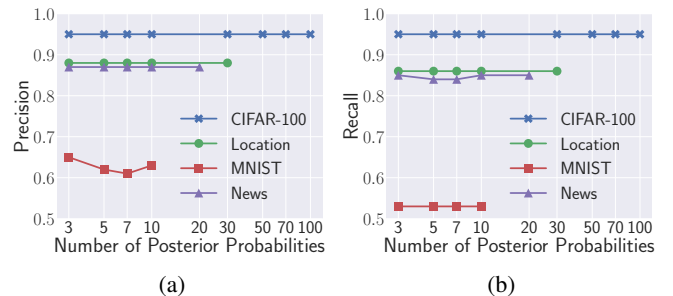 1.0
0.9
0.8
0.7
0.6
0.5
Precision
CIFAR-100
Location
MNIST
News
3 5 7 10 20 30 50 70 100
Number of Posterior Probabilities
(a)
1.0
0.9
0.8
0.7
0.6
0.5
Recall
CIFAR-100
Location
MNIST
News
3 5 7 10 20 30 50 70 100
Number of Posterior Probabilities
(b)